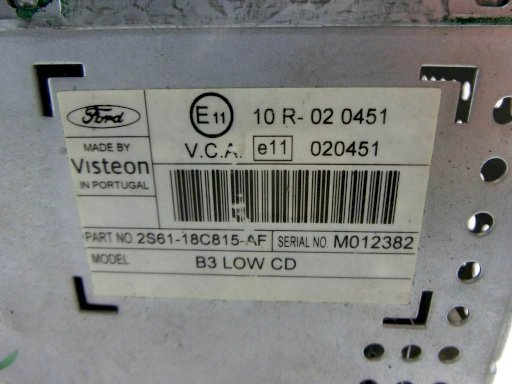 Ford
E11 10 R- 02 0451
MADE BY
Visteon
IN PORTUGAL
V.C.A. e11 020451
PART NO. 2S61-18C815-AF SERIAL NO. M012382
MODEL B3 LOW CD